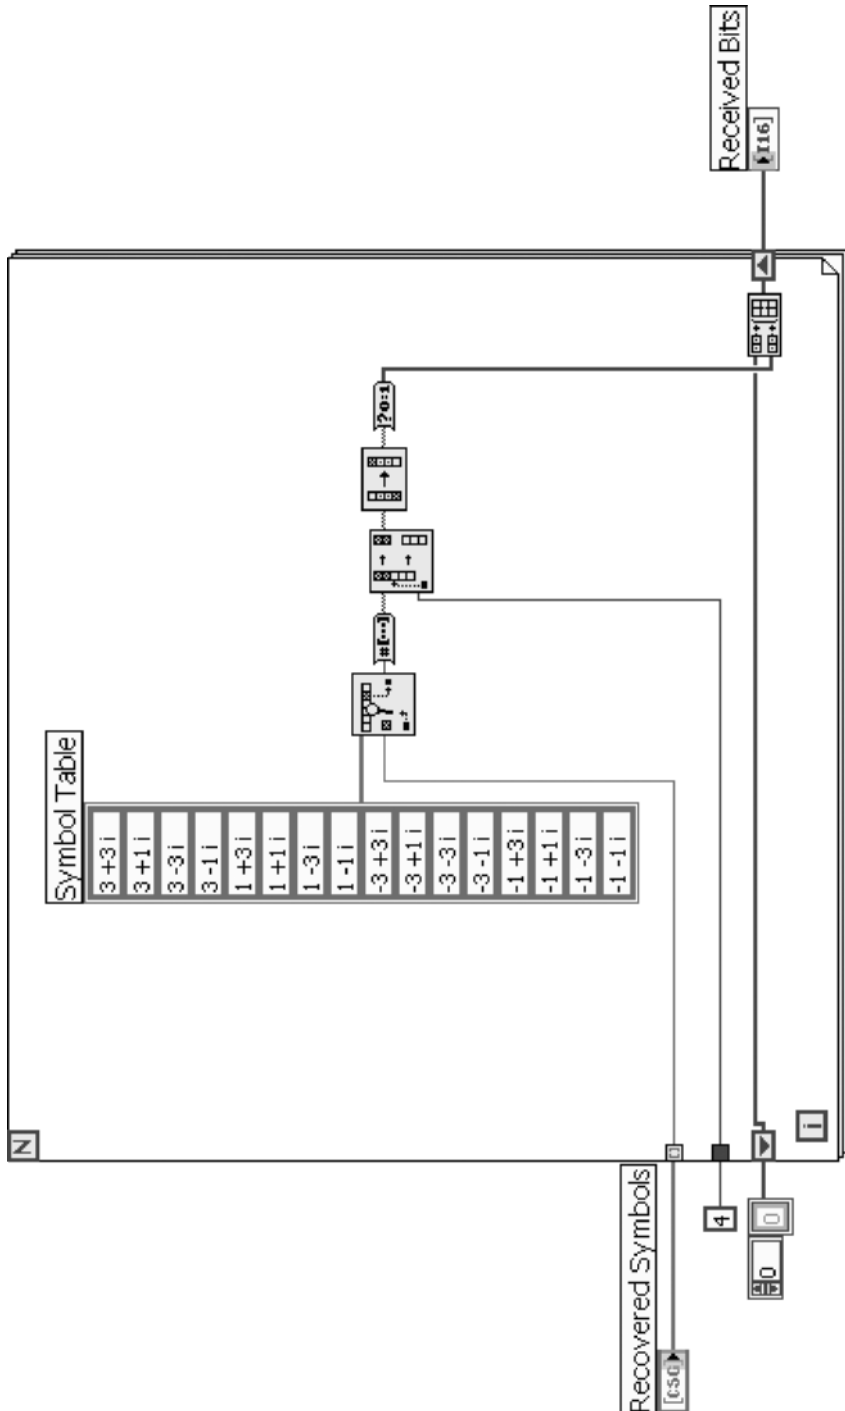 N
Symbol Table
3 +3 i
3 +1 i
3 -3 i
3 -1 i
1 +3 i
1 +1 i
1 -3 i
1 -1 i
-3 +3 i
-3 +1 i
-3 -3 i
-3 -1 i
-1 +3 i
-1 +1 i
-1 -3 i
-1 -1 i
#[...]
?0:1
Recovered Symbols
[CSG]
4
0
0
i
Received Bits
[I16]